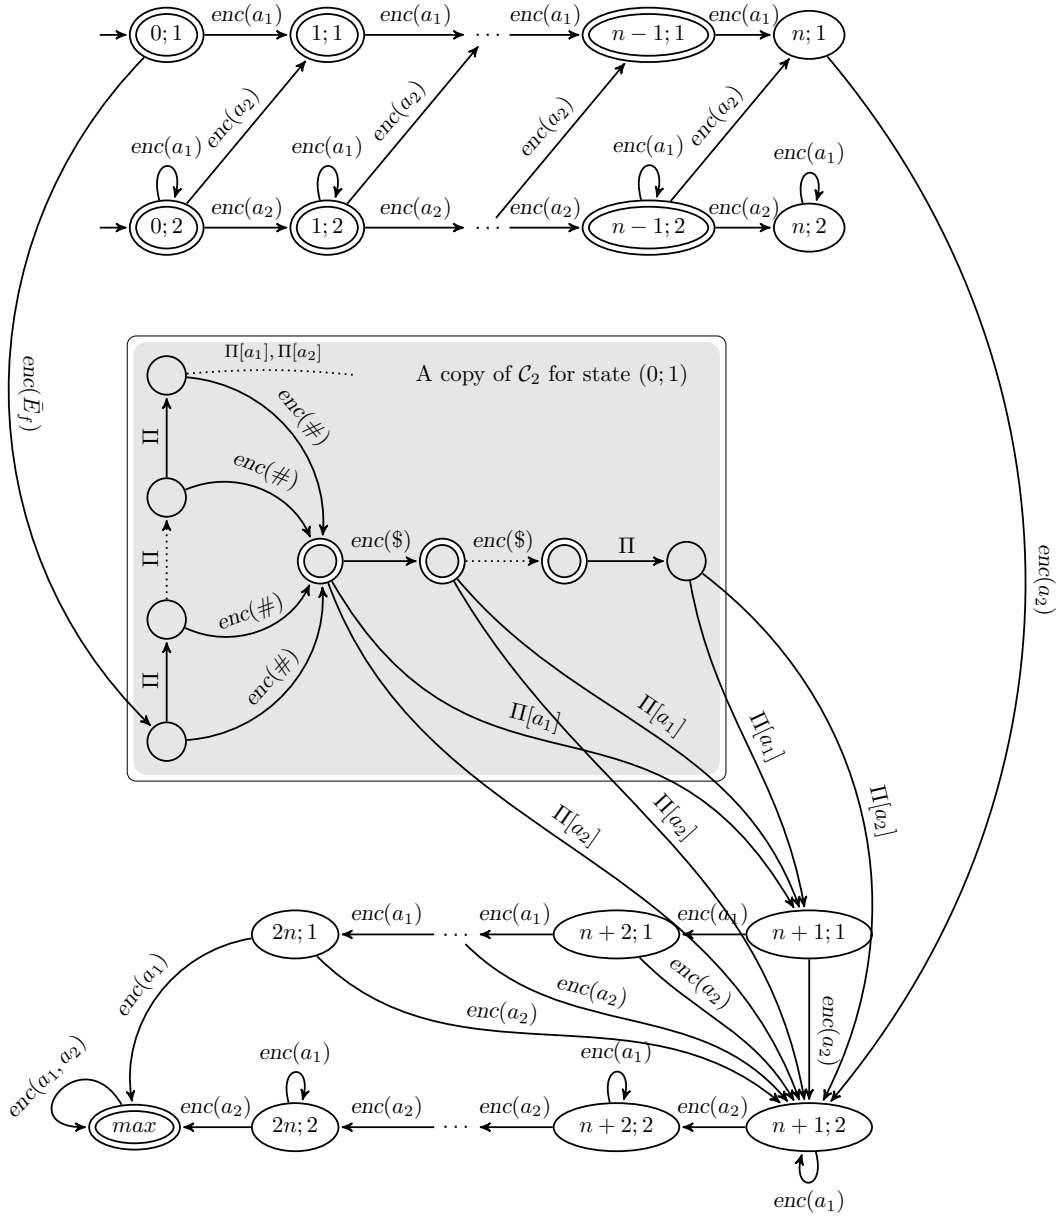 enc(a₁) enc(a₁) enc(a₁) enc(a₁)
0; 1 1; 1 ··· n − 1; 1 n; 1
enc(a₂) enc(a₂) enc(a₂) enc(a₂)
enc(a₁) enc(a₁) enc(a₁) enc(a₁)
enc(a₂) enc(a₂) enc(a₂) enc(a₂)
0; 2 1; 2 ··· n − 1; 2 n; 2
enc(Ē_f)
Π[a₁], Π[a₂]
A copy of 𝒞₂ for state (0; 1)
enc(#)
Π
enc(#)
enc($) enc($) Π
Π
enc(a₂)
enc(#)
enc(#)
Π
Π[a₁] Π[a₁] Π[a₁]
Π[a₂] Π[a₂] Π[a₂]
enc(a₁) enc(a₁) enc(a₁)
2n; 1 ··· n + 2; 1 n + 1; 1
enc(a₁) enc(a₂) enc(a₂) enc(a₂) enc(a₂)
enc(a₁, a₂) enc(a₁) enc(a₁)
enc(a₂) enc(a₂) enc(a₂) enc(a₂)
max 2n; 2 ··· n + 2; 2 n + 1; 2
enc(a₁)